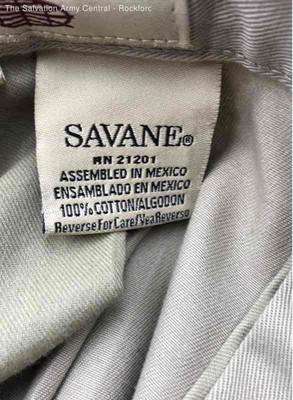 The Salvation Army Central - Rockford
SAVANE®
RN 21201
ASSEMBLED IN MEXICO
ENSAMBLADO EN MEXICO
100% COTTON/ALGODON
Reverse For Care/Vea Reverso